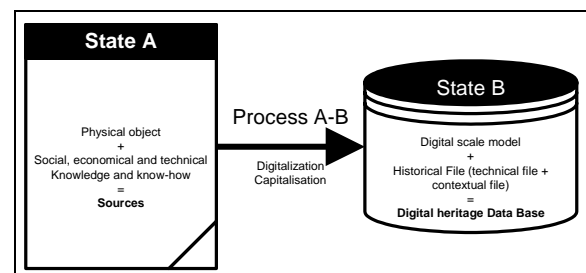 State A
Physical object
+
Social, economical and technical
Knowledge and know-how
=
Sources
Process A-B
Digitalization
Capitalisation
State B
Digital scale model
+
Historical File (technical file +
contextual file)
=
Digital heritage Data Base